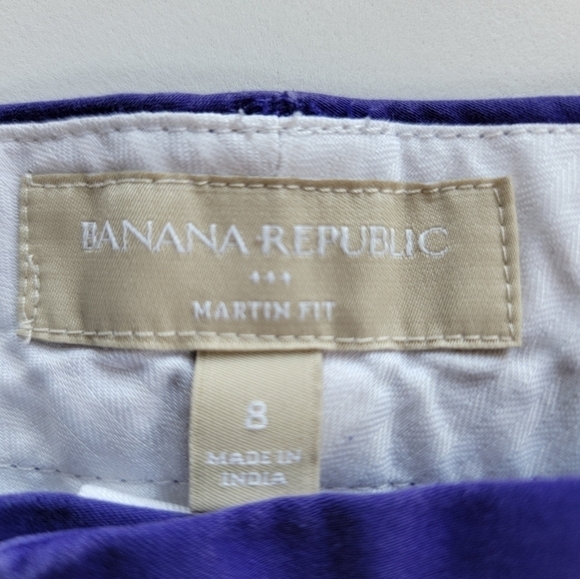 BANANA REPUBLIC
MARTIN FIT
8
MADE IN
INDIA